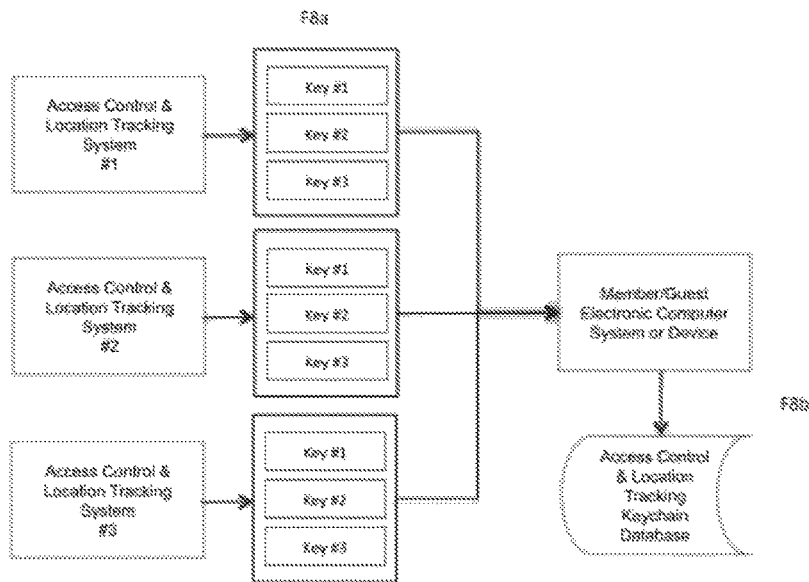 F8a
Access Control &
Location Tracking
System
#1
Key #1
Key #2
Key #3
Access Control &
Location Tracking
System
#2
Key #1
Key #2
Key #3
Member/Guest
Electronic Computer
System or Device
F8b
Access Control &
Location Tracking
System
#3
Key #1
Key #2
Key #3
Access Control
& Location
Tracking
Keychain
Database